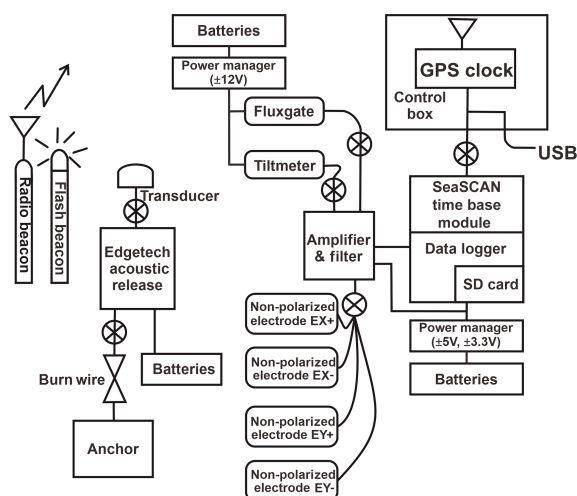 Batteries
Power manager
(±12V)
Fluxgate
Tiltmeter
GPS clock
Control
box
USB
SeaSCAN
time base
module
Data logger
SD card
Power manager
(±5V, ±3.3V)
Batteries
Amplifier
& filter
Non-polarized
electrode EX+
Non-polarized
electrode EX-
Non-polarized
electrode EY+
Non-polarized
electrode EY-
Radio beacon
Flash beacon
Transducer
Edgetech
acoustic
release
Batteries
Burn wire
Anchor